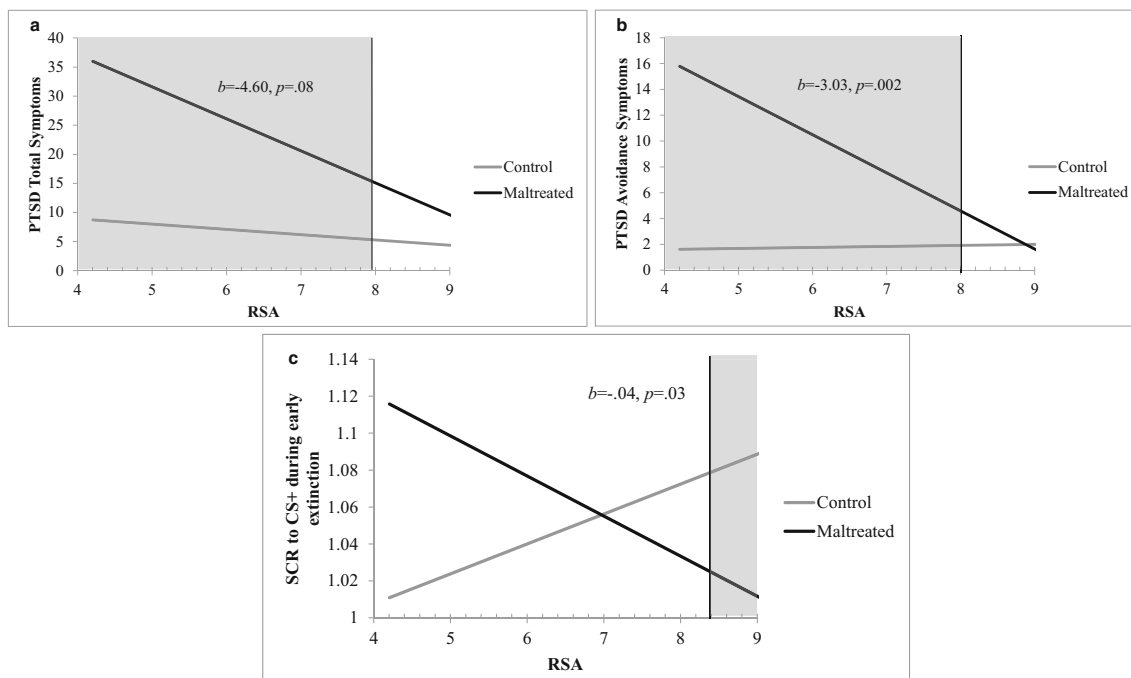 a
PTSD Total Symptoms
40
35
30
25
20
15
10
5
0
b=-4.60, p=.08
Control
Maltreated
4 5 6 7 8 9
RSA
b
PTSD Avoidance Symptoms
18
16
14
12
10
8
6
4
2
0
b=-3.03, p=.002
Control
Maltreated
4 5 6 7 8 9
RSA
c
SCR to CS+ during early
extinction
1.14
1.12
1.1
1.08
1.06
1.04
1.02
1
b=-.04, p=.03
Control
Maltreated
4 5 6 7 8 9
RSA